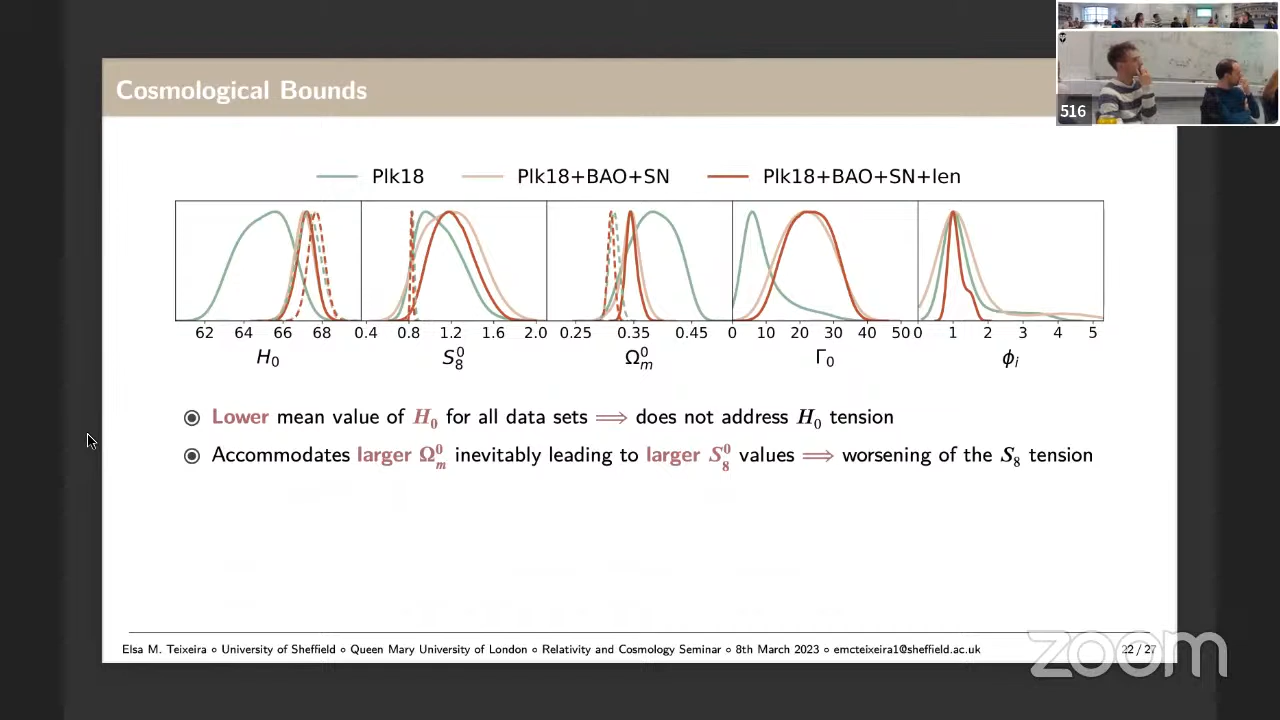 Cosmological Bounds
516
Plk18 Plk18+BAO+SN Plk18+BAO+SN+len
62 64 66 68 0.4 0.8 1.2 1.6 2.0 0.25 0.35 0.45 0 10 20 30 40 50 0 1 2 3 4 5
H₀ S₈⁰ Ωₘ⁰ Γ₀ ϕᵢ
Lower mean value of H₀ for all data sets ⟹ does not address H₀ tension
Accommodates larger Ωₘ⁰ inevitably leading to larger S₈⁰ values ⟹ worsening of the S₈ tension
Elsa M. Teixeira ∘ University of Sheffield ∘ Queen Mary University of London ∘ Relativity and Cosmology Seminar ∘ 8th March 2023 ∘ emcteixeira1@sheffield.ac.uk 22 / 27
zoom